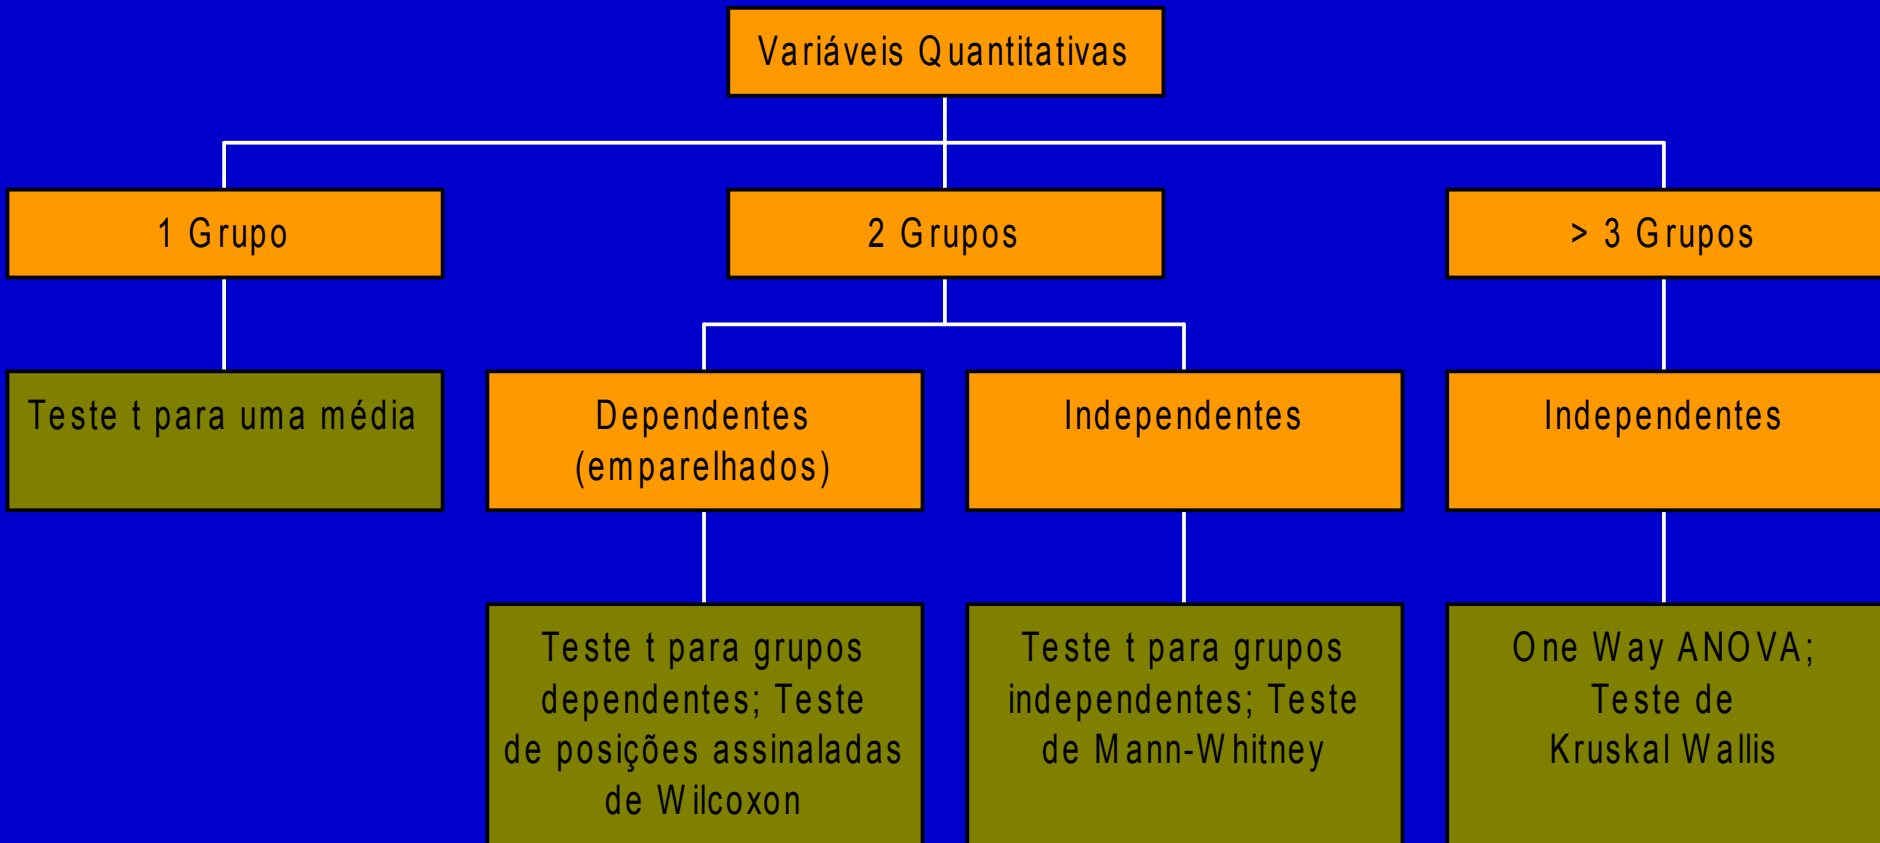 Variáveis Quantitativas
1 Grupo
2 Grupos
> 3 Grupos
Teste t para uma média
Dependentes
(emparelhados)
Independentes
Independentes
Teste t para grupos
dependentes; Teste
de posições assinaladas
de Wilcoxon
Teste t para grupos
independentes; Teste
de Mann-Whitney
One Way ANOVA;
Teste de
Kruskal Wallis